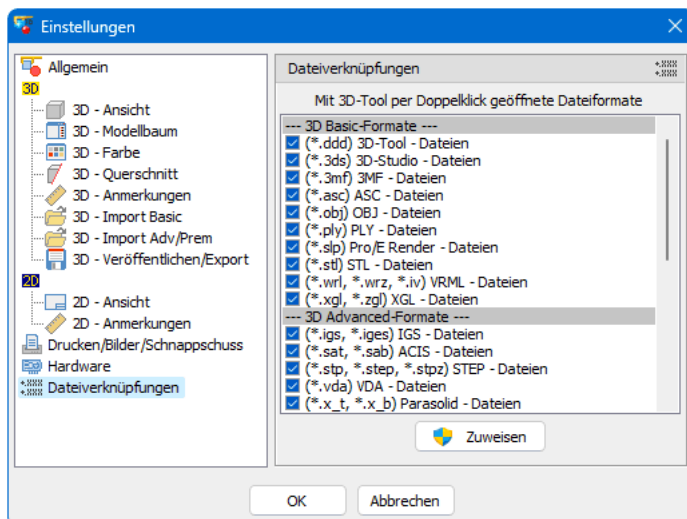 Einstellungen
Allgemein
3D
3D - Ansicht
3D - Modellbaum
3D - Farbe
3D - Querschnitt
3D - Anmerkungen
3D - Import Basic
3D - Import Adv/Prem
3D - Veröffentlichen/Export
2D
2D - Ansicht
2D - Anmerkungen
Drucken/Bilder/Schnappschuss
Hardware
*.XXX
*.XXX
Dateiverknüpfungen
Dateiverknüpfungen
*.XXX
*.XXX
Mit 3D-Tool per Doppelklick geöffnete Dateiformate
--- 3D Basic-Formate ---
(*.ddd) 3D-Tool - Dateien
(*.3ds) 3D-Studio - Dateien
(*.3mf) 3MF - Dateien
(*.asc) ASC - Dateien
(*.obj) OBJ - Dateien
(*.ply) PLY - Dateien
(*.slp) Pro/E Render - Dateien
(*.stl) STL - Dateien
(*.wrl, *.wrz, *.iv) VRML - Dateien
(*.xgl, *.zgl) XGL - Dateien
--- 3D Advanced-Formate ---
(*.igs, *.iges) IGS - Dateien
(*.sat, *.sab) ACIS - Dateien
(*.stp, *.step, *.stpz) STEP - Dateien
(*.vda) VDA - Dateien
(*.x_t, *.x_b) Parasolid - Dateien
Zuweisen
OK
Abbrechen